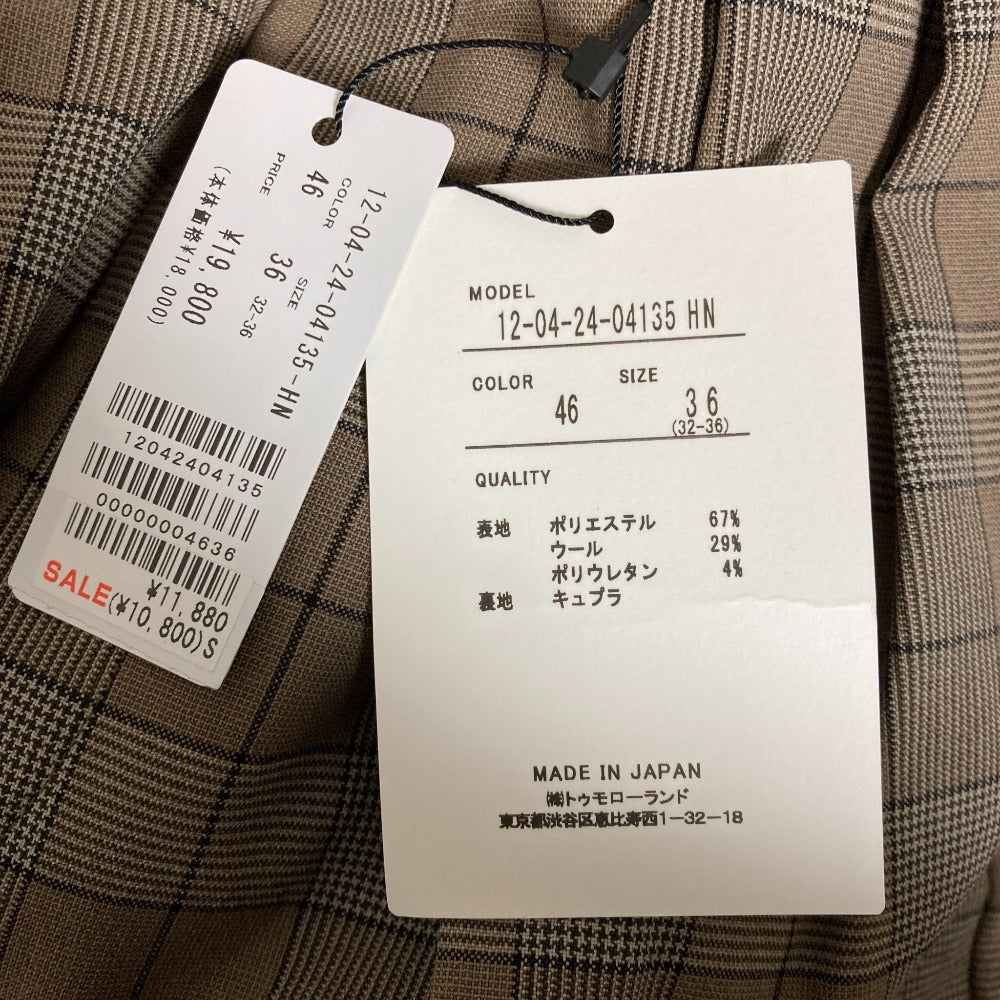 12-04-24-04135-HN
COLOR SIZE
46 36 32-36
PRICE ¥19,800
(本体価格¥18,000)
12042404135
00000004636
SALE ¥11,880
(¥10,800)S
MODEL
12-04-24-04135 HN
COLOR SIZE
46 36
(32-36)
QUALITY
表地 ポリエステル 67%
ウール 29%
ポリウレタン 4%
裏地 キュプラ
MADE IN JAPAN
㈱トゥモローランド
東京都渋谷区恵比寿西1-32-18